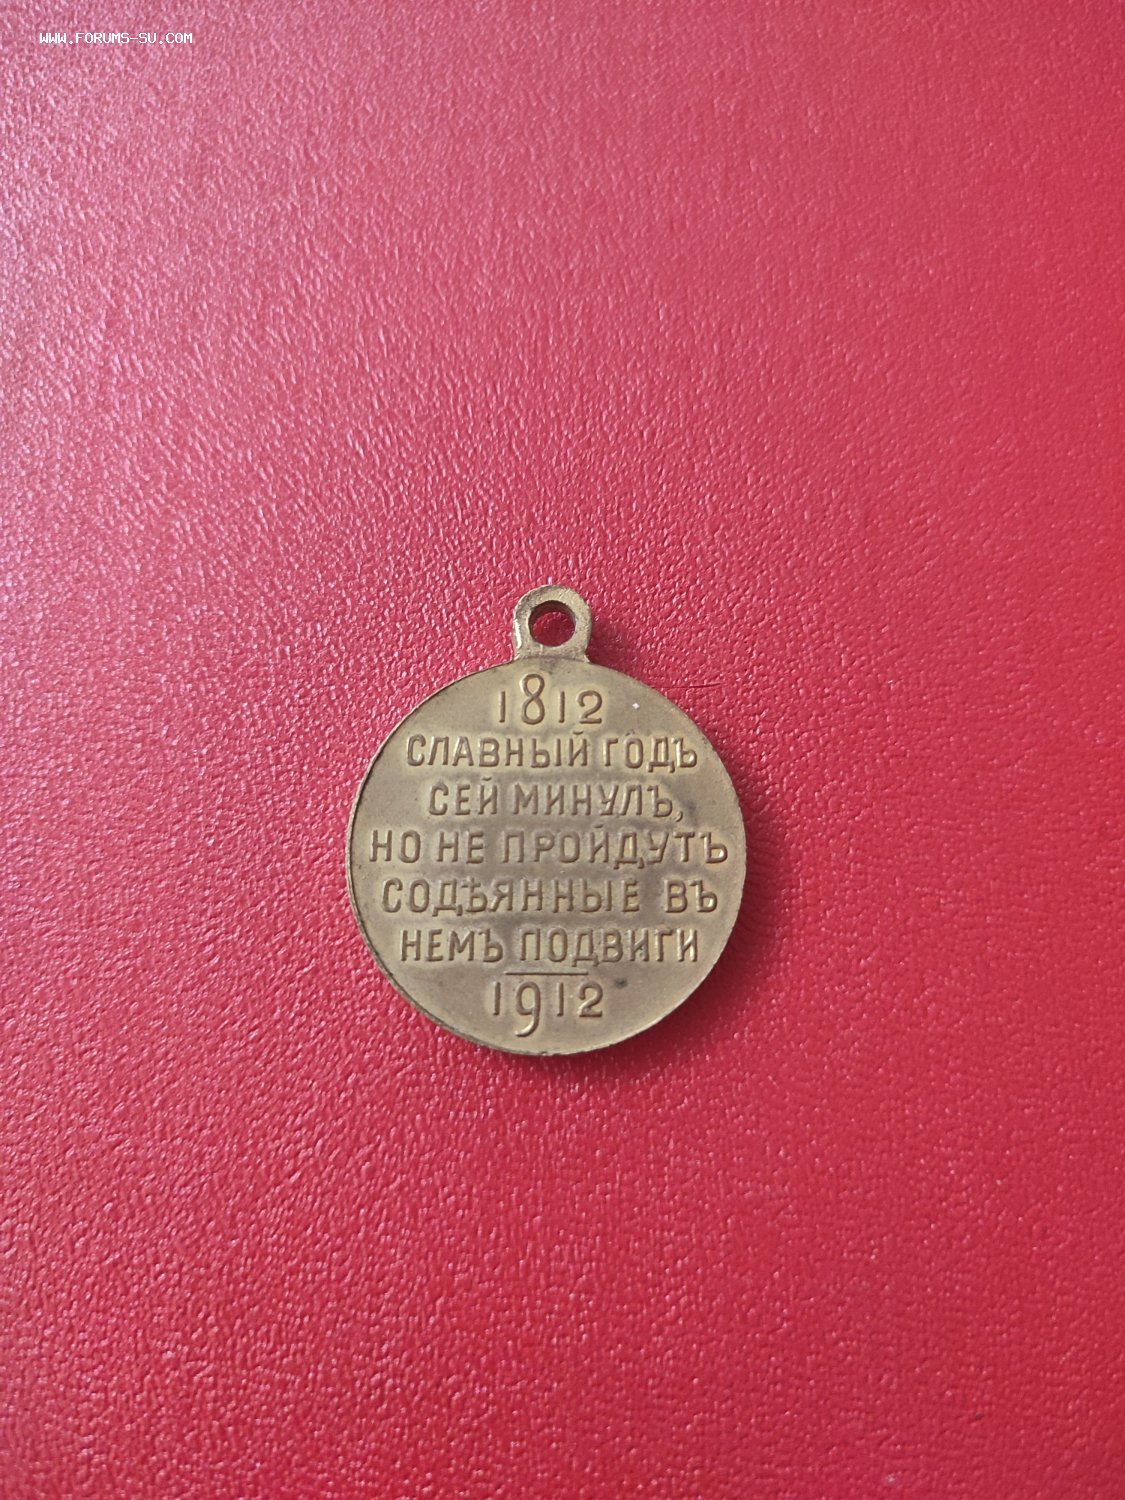 WWW.FORUMS-SU.COM
1812
СЛАВНЫЙ ГОДЪ
СЕЙ МИНУЛЪ,
НО НЕ ПРОЙДУТЪ
СОДѢЯННЫЕ ВЪ
НЕМЪ ПОДВИГИ
1912